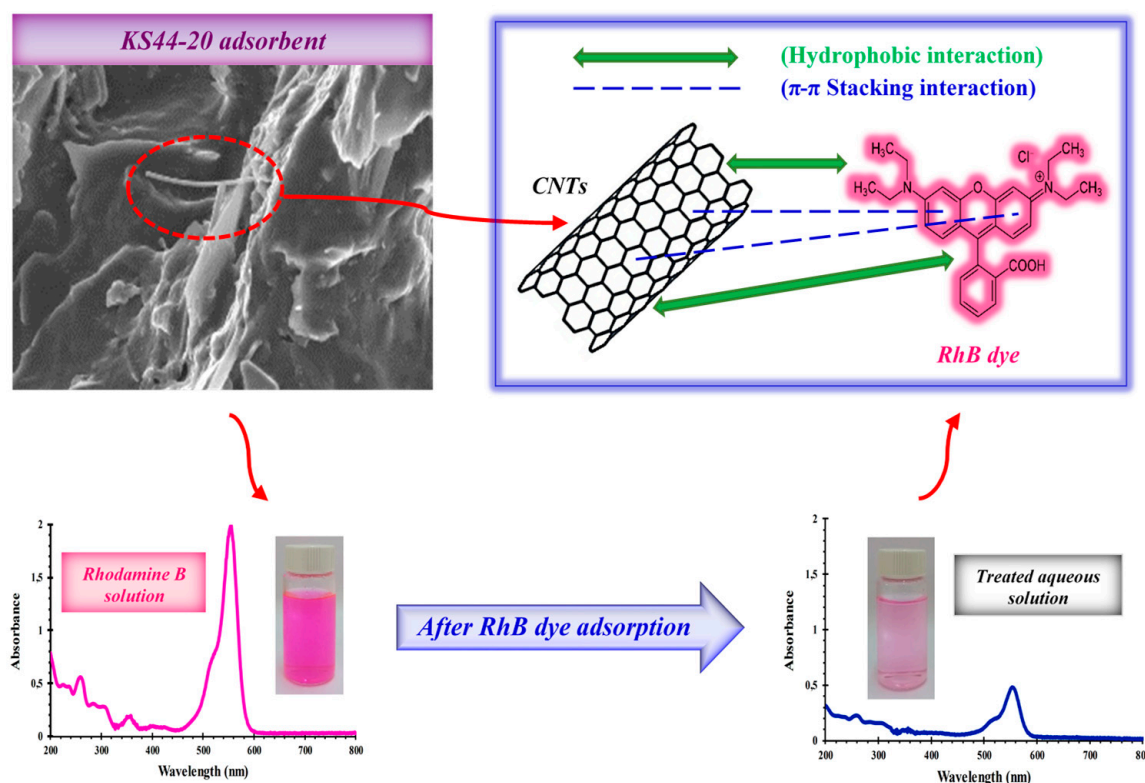 KS44-20 adsorbent
(Hydrophobic interaction)
(π-π Stacking interaction)
CNTs
H₃C
CH₃
Cl⁻
H₃C
N
O
N
⊕
CH₃
COOH
RhB dye
Rhodamine B
solution
Absorbance
2
1,5
1
0,5
0
200 300 400 500 600 700 800
Wavelength (nm)
After RhB dye adsorption
Treated aqueous
solution
Absorbance
2
1,5
1
0,5
0
200 300 400 500 600 700 800
Wavelength (nm)